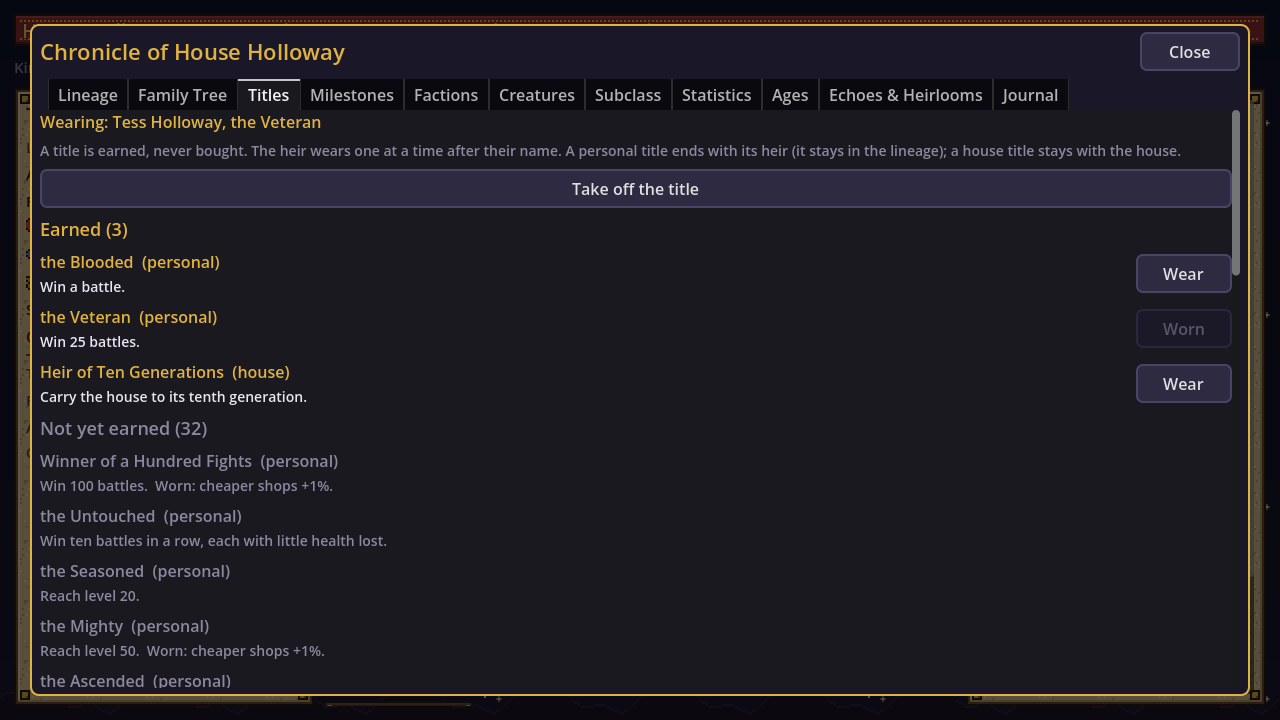 Chronicle of House Holloway
Close
Lineage
Family Tree
Titles
Milestones
Factions
Creatures
Subclass
Statistics
Ages
Echoes & Heirlooms
Journal
Wearing: Tess Holloway, the Veteran
A title is earned, never bought. The heir wears one at a time after their name. A personal title ends with its heir (it stays in the lineage); a house title stays with the house.
Take off the title
Earned (3)
the Blooded (personal)
Win a battle.
Wear
the Veteran (personal)
Win 25 battles.
Worn
Heir of Ten Generations (house)
Carry the house to its tenth generation.
Wear
Not yet earned (32)
Winner of a Hundred Fights (personal)
Win 100 battles. Worn: cheaper shops +1%.
the Untouched (personal)
Win ten battles in a row, each with little health lost.
the Seasoned (personal)
Reach level 20.
the Mighty (personal)
Reach level 50. Worn: cheaper shops +1%.
the Ascended (personal)